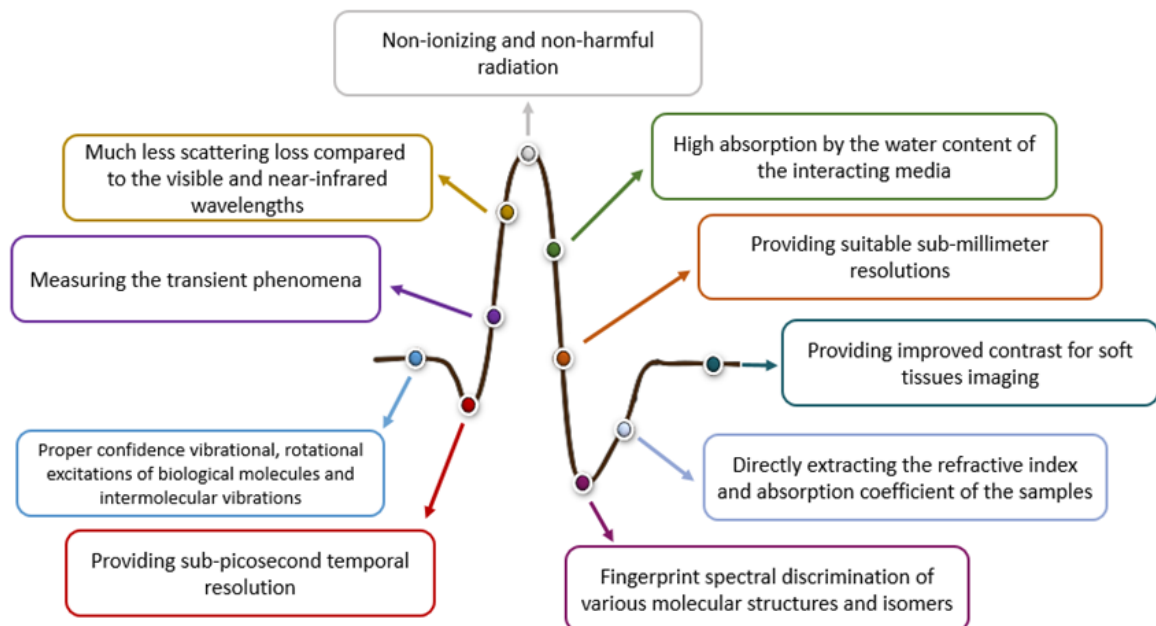 Non-ionizing and non-harmful
radiation
Much less scattering loss compared
to the visible and near-infrared
wavelengths
High absorption by the water content of
the interacting media
Measuring the transient phenomena
Providing suitable sub-millimeter
resolutions
Providing improved contrast for soft
tissues imaging
Proper confidence vibrational, rotational
excitations of biological molecules and
intermolecular vibrations
Directly extracting the refractive index
and absorption coefficient of the samples
Providing sub-picosecond temporal
resolution
Fingerprint spectral discrimination of
various molecular structures and isomers